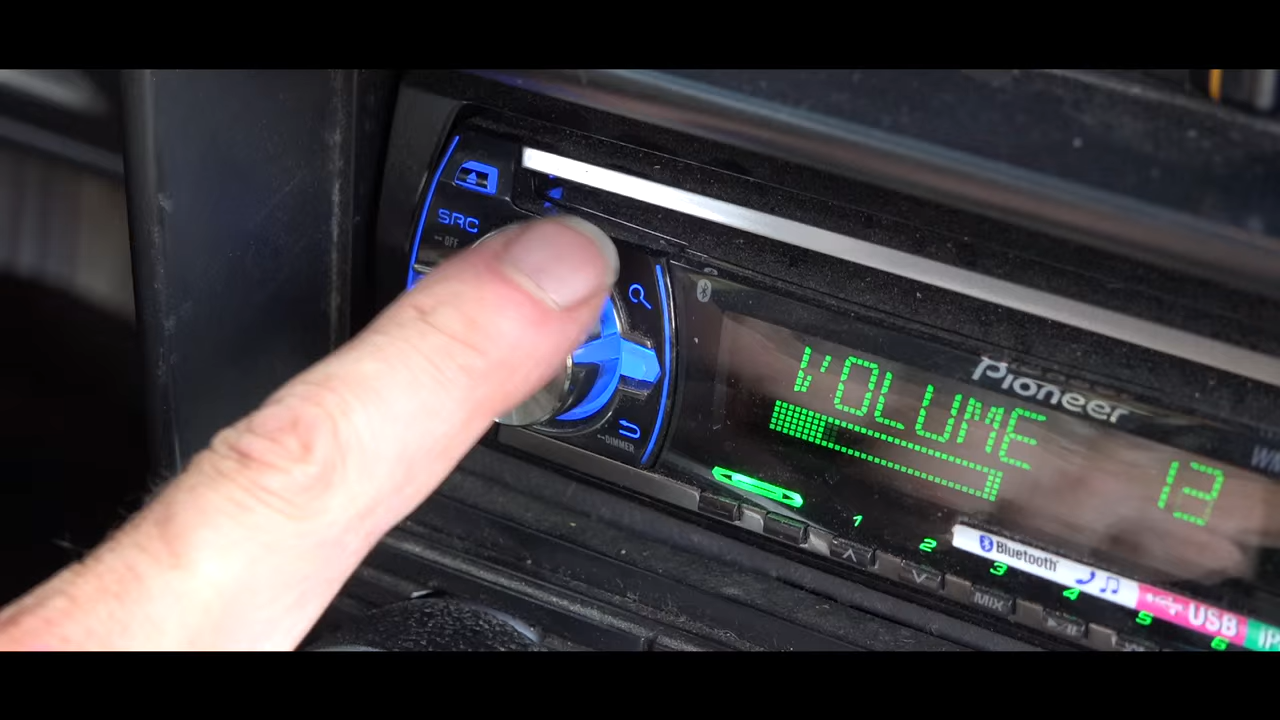 SRC
OFF
DIMMER
Pioneer
VOLUME
13
1
2
3
4
5
6
Bluetooth
USB
MIX